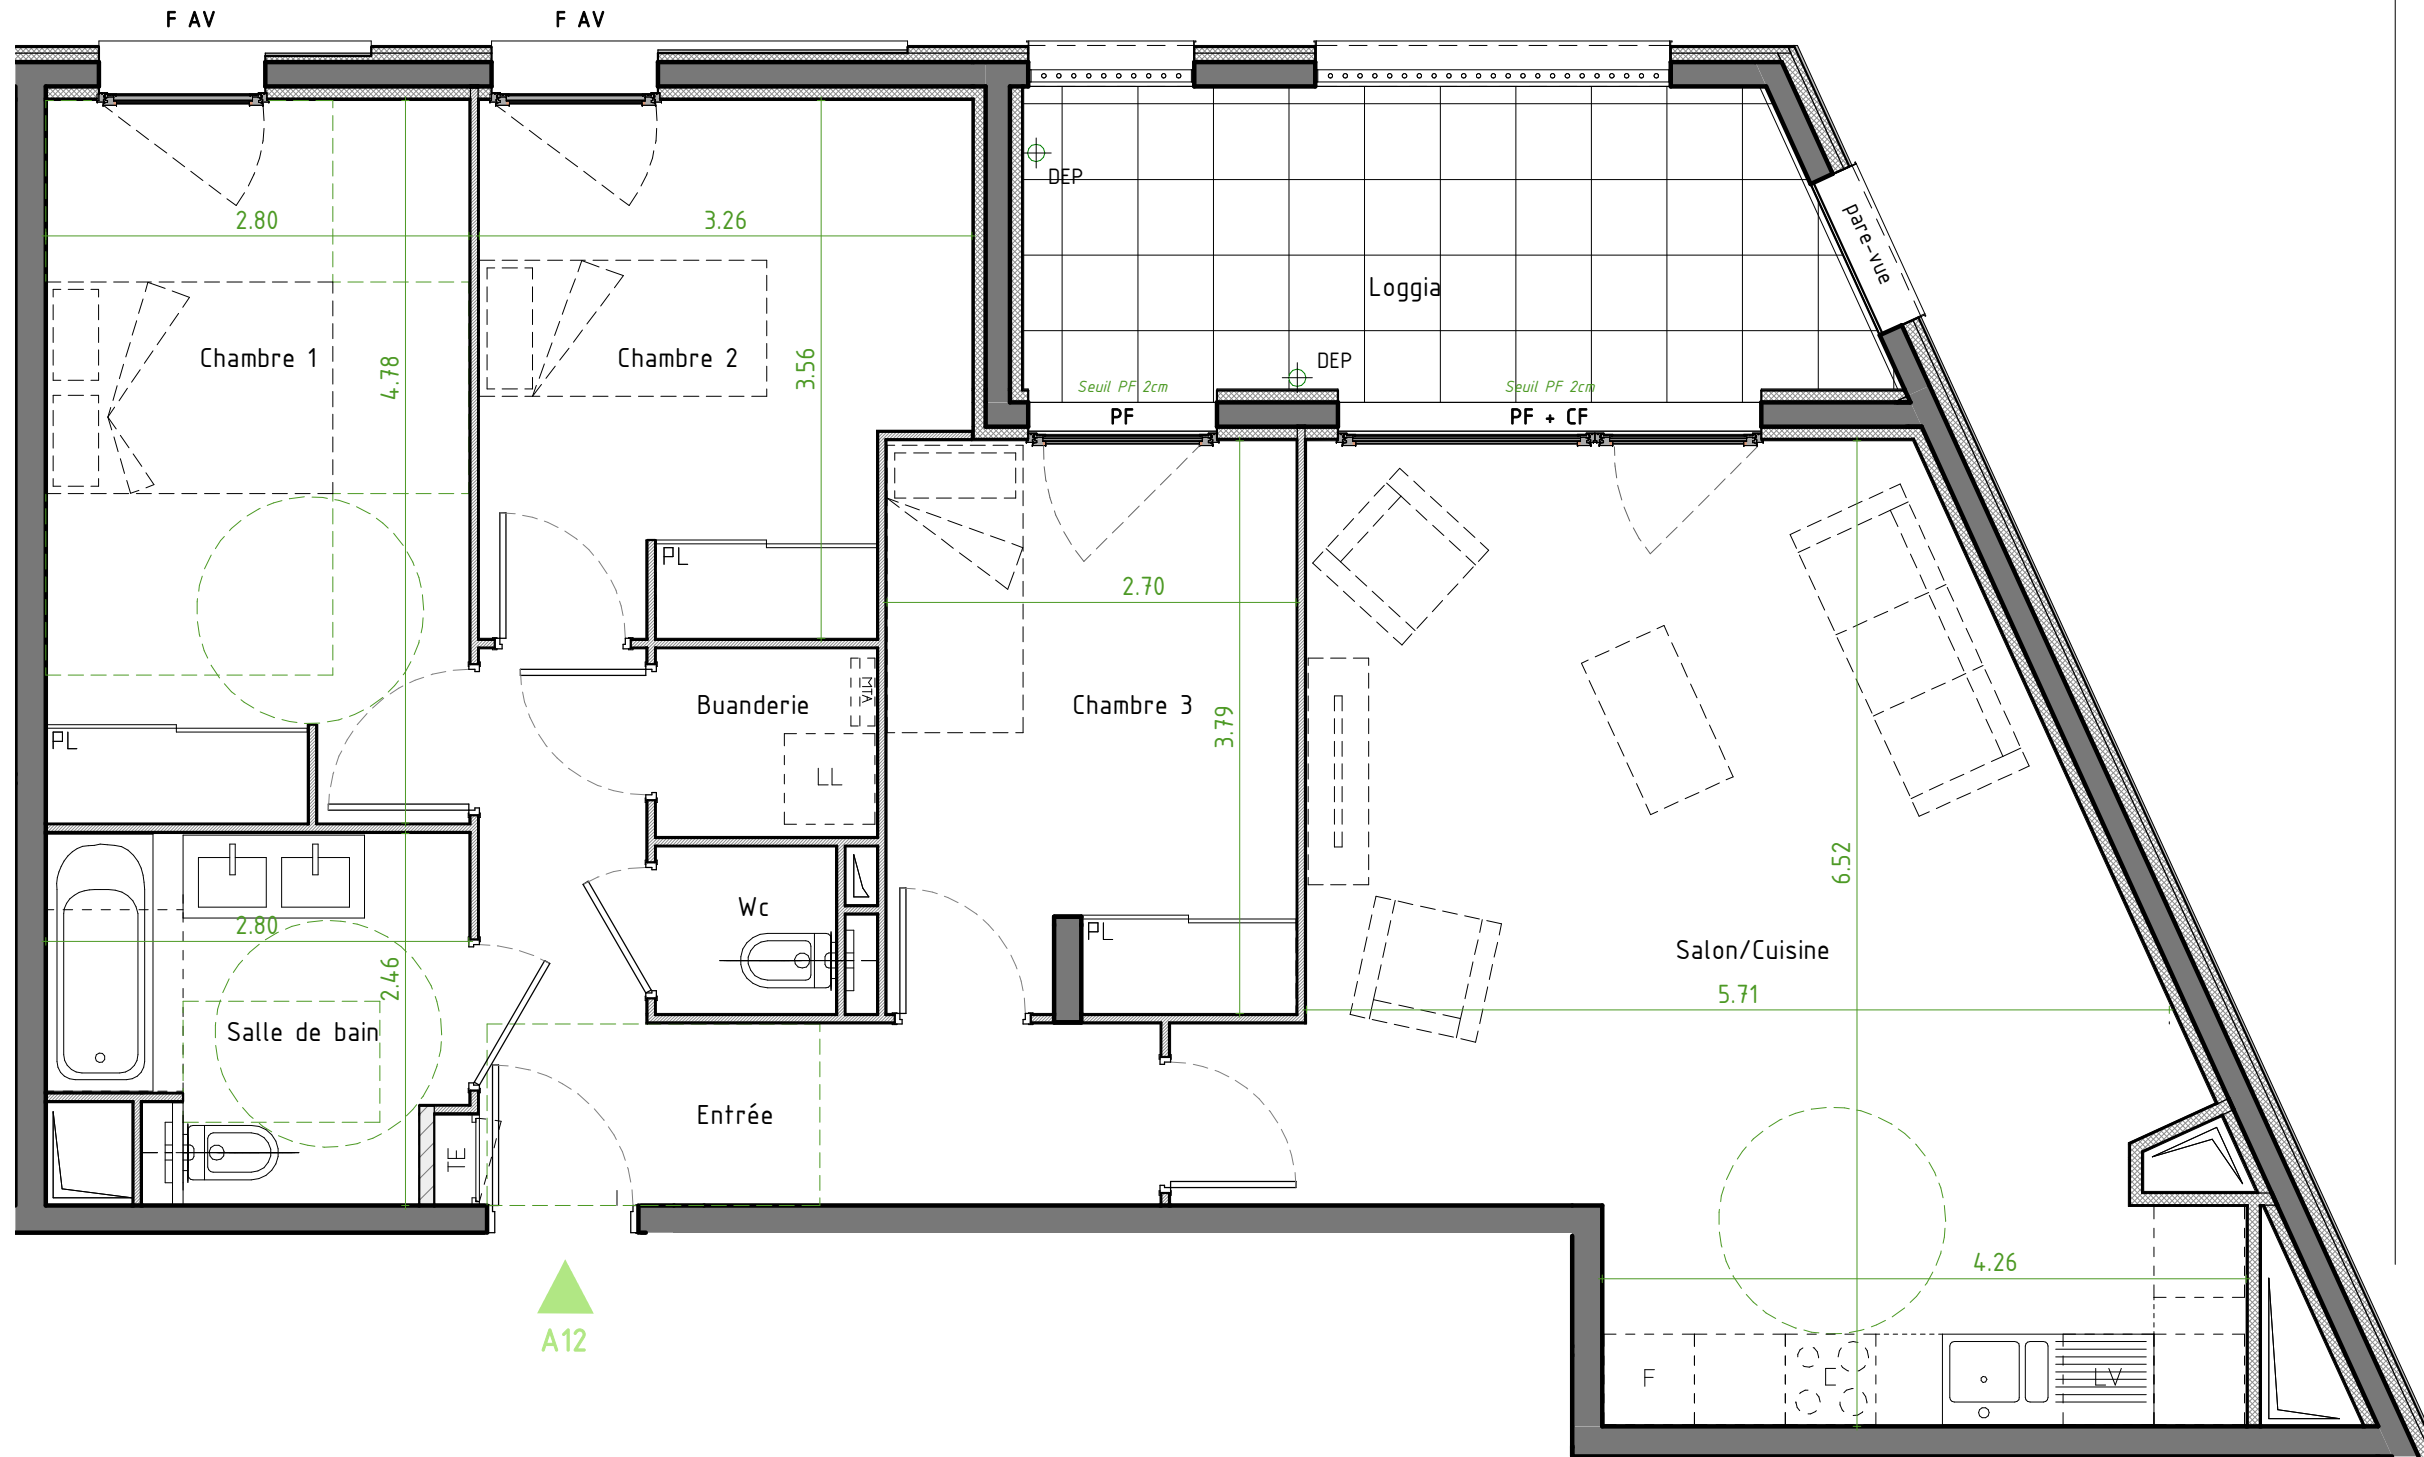 F AV
F AV
DEP
pare-vue
2.80
3.26
Loggia
Chambre 1
4.78
Chambre 2
3.56
DEP
Seuil PF 2cm
Seuil PF 2cm
PF
PF + CF
PL
2.70
Buanderie
MTA
Chambre 3
3.79
PL
LL
6.52
Wc
2.80
PL
2.46
Salon/Cuisine
5.71
Salle de bain
Entrée
TE
4.26
A12
F
E
LV